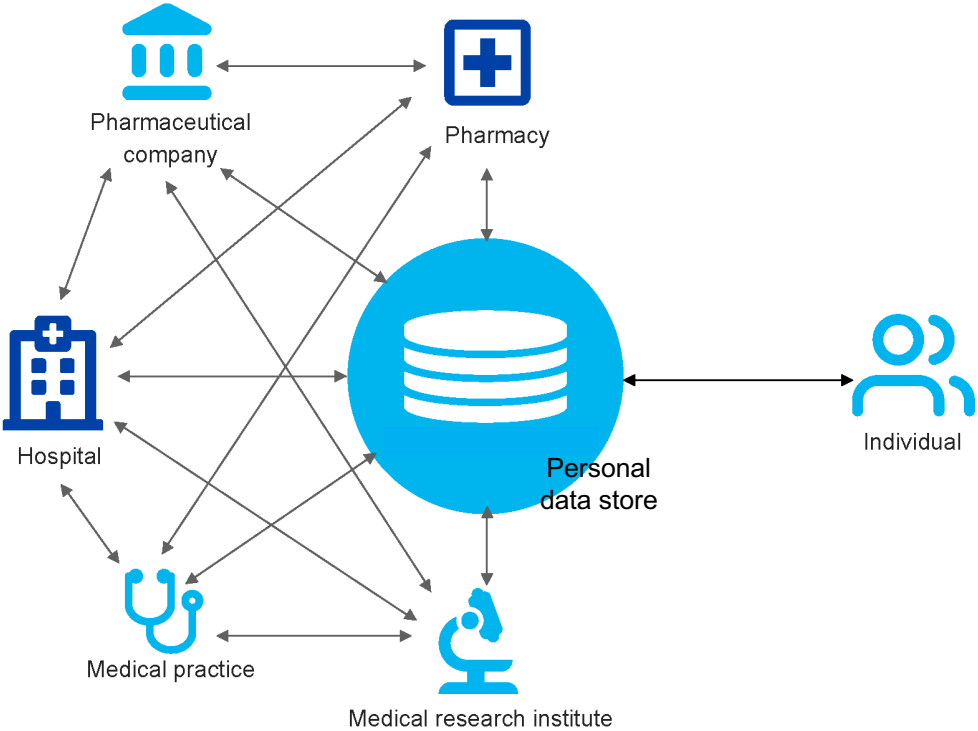 Pharmaceutical
company
Pharmacy
Hospital
Personal
data store
Individual
Medical practice
Medical research institute